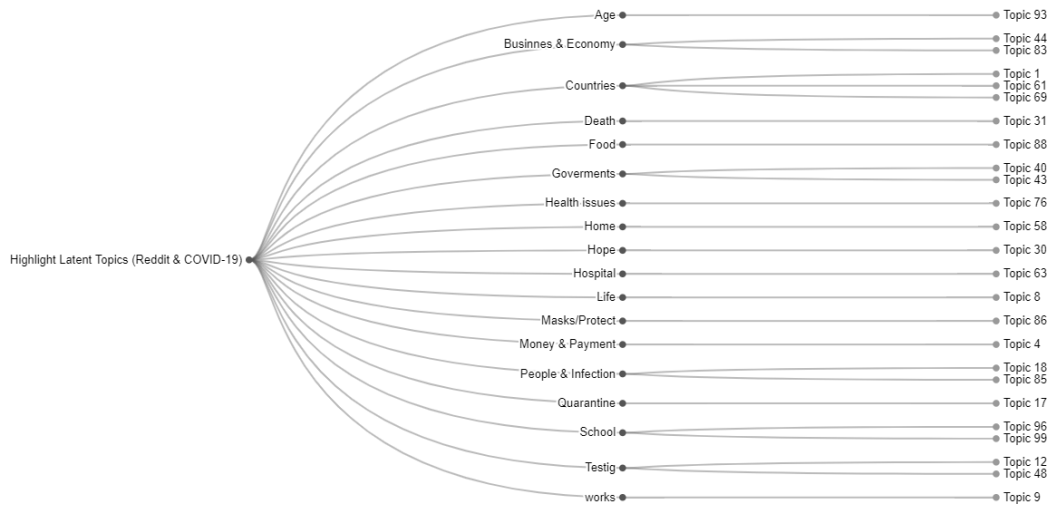 Highlight Latent Topics (Reddit & COVID-19)
Age
Topic 93
Businnes & Economy
Topic 44
Topic 83
Countries
Topic 1
Topic 61
Topic 69
Death
Topic 31
Food
Topic 88
Goverments
Topic 40
Topic 43
Health issues
Topic 76
Home
Topic 58
Hope
Topic 30
Hospital
Topic 63
Life
Topic 8
Masks/Protect
Topic 86
Money & Payment
Topic 4
People & Infection
Topic 18
Topic 85
Quarantine
Topic 17
School
Topic 96
Topic 99
Testig
Topic 12
Topic 48
works
Topic 9